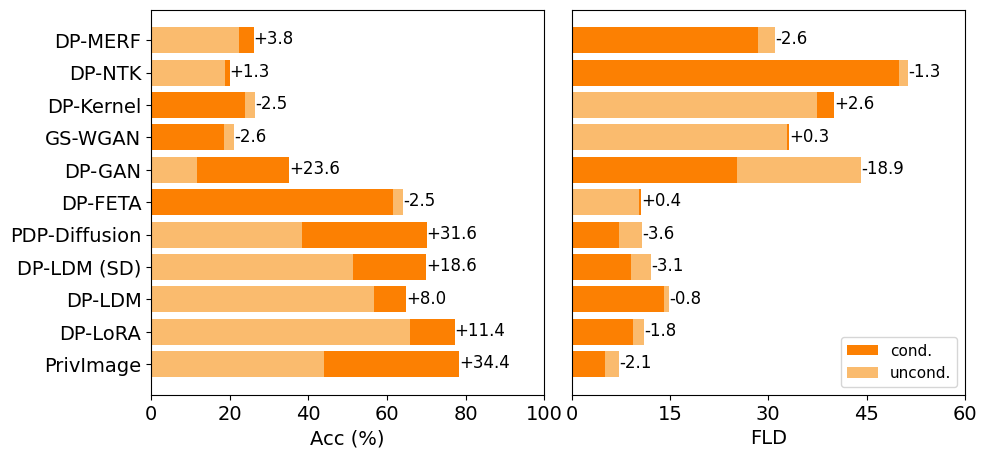 DP-MERF
+3.8
-2.6
DP-NTK
+1.3
-1.3
DP-Kernel
-2.5
+2.6
GS-WGAN
-2.6
+0.3
DP-GAN
+23.6
-18.9
DP-FETA
-2.5
+0.4
PDP-Diffusion
+31.6
-3.6
DP-LDM (SD)
+18.6
-3.1
DP-LDM
+8.0
-0.8
DP-LoRA
+11.4
-1.8
PrivImage
+34.4
-2.1
cond.
uncond.
0 20 40 60 80 100
0 15 30 45 60
Acc (%)
FLD